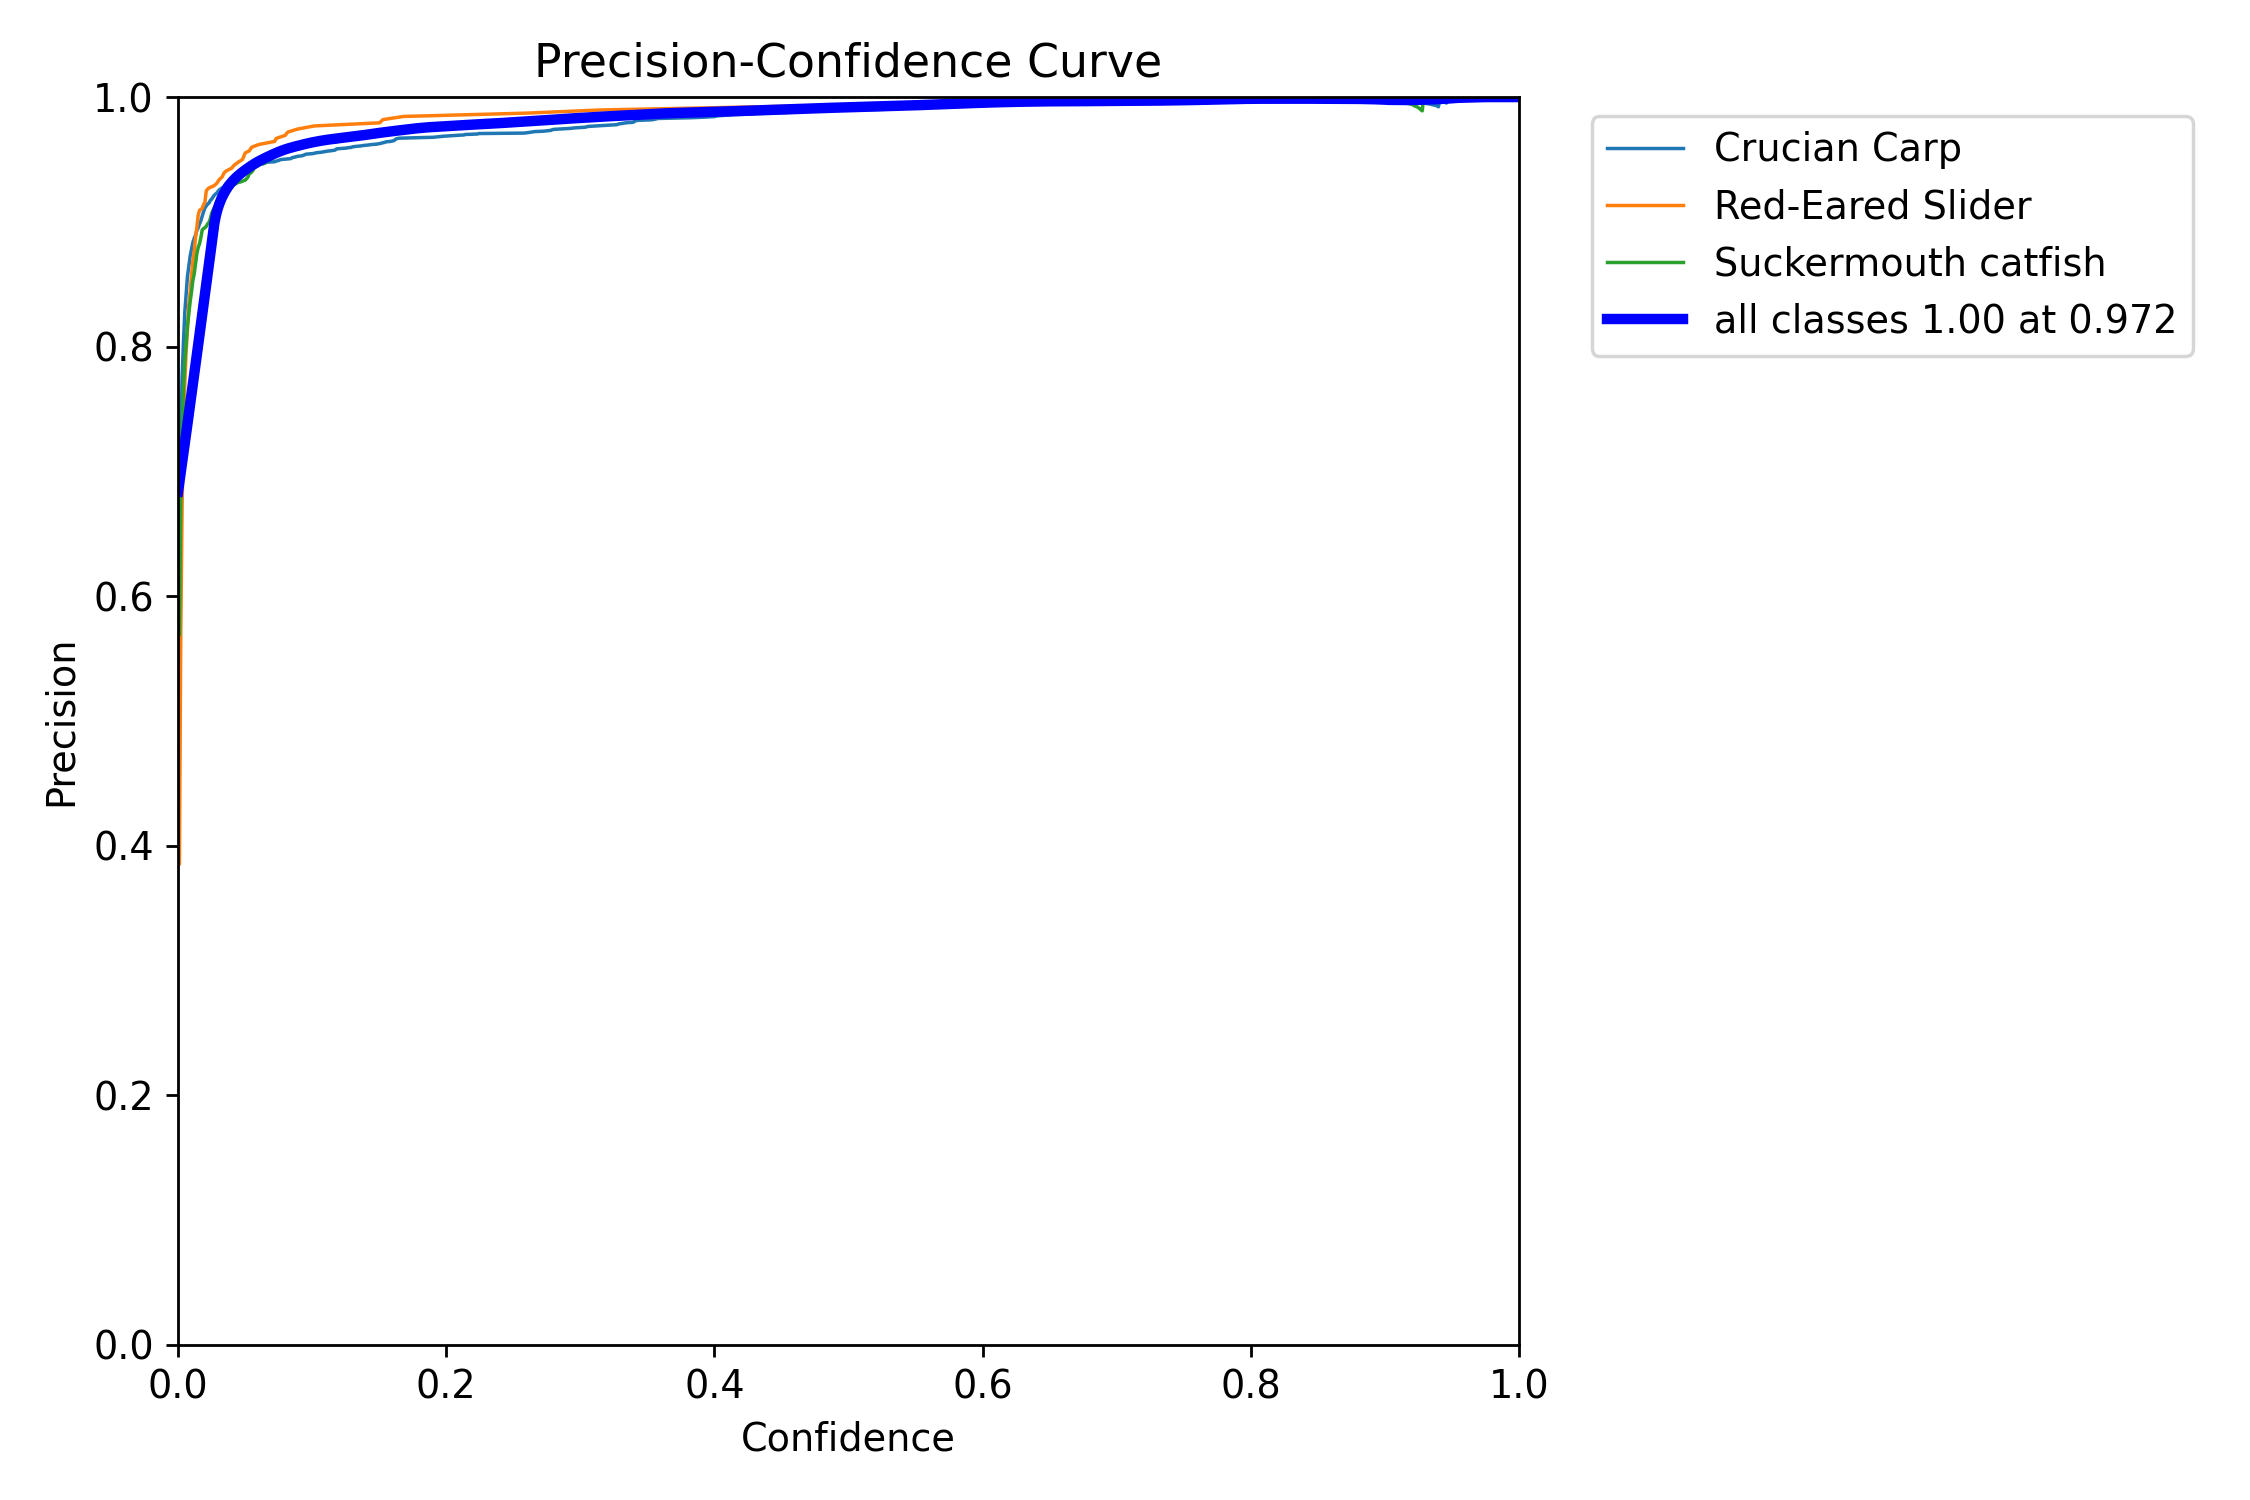 Precision-Confidence Curve
1.0
0.8
0.6
0.4
0.2
0.0
Precision
0.0 0.2 0.4 0.6 0.8 1.0
Confidence
Crucian Carp
Red-Eared Slider
Suckermouth catfish
all classes 1.00 at 0.972